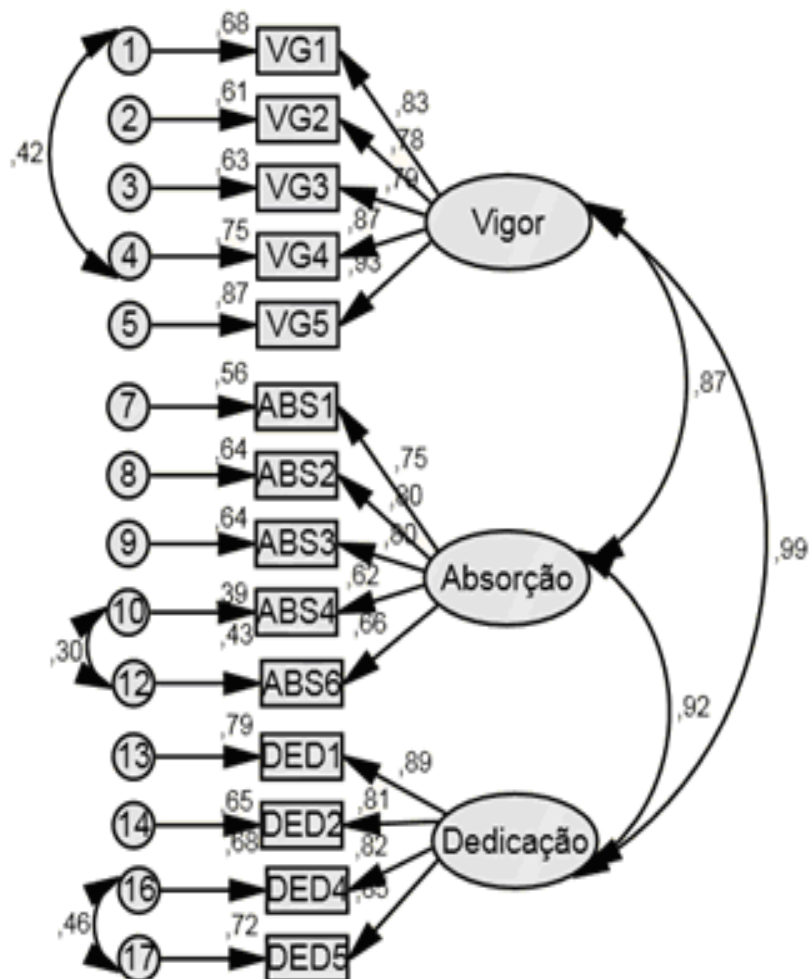 ,68
1 VG1
,83
,61
2 VG2
,78
,42
,63
3 VG3
,79
Vigor
,75
4 VG4
,87
,93
,87
5 VG5
,87
,56
7 ABS1
,75
,64
8 ABS2
,80
,64
9 ABS3
,80
,99
Absorção
,39
10 ABS4
,62
,43
,66
,30
12 ABS6
,92
,79
13 DED1
,89
,65
14 DED2
,81
Dedicação
,68
,82
16 DED4
,46
,72
17 DED5